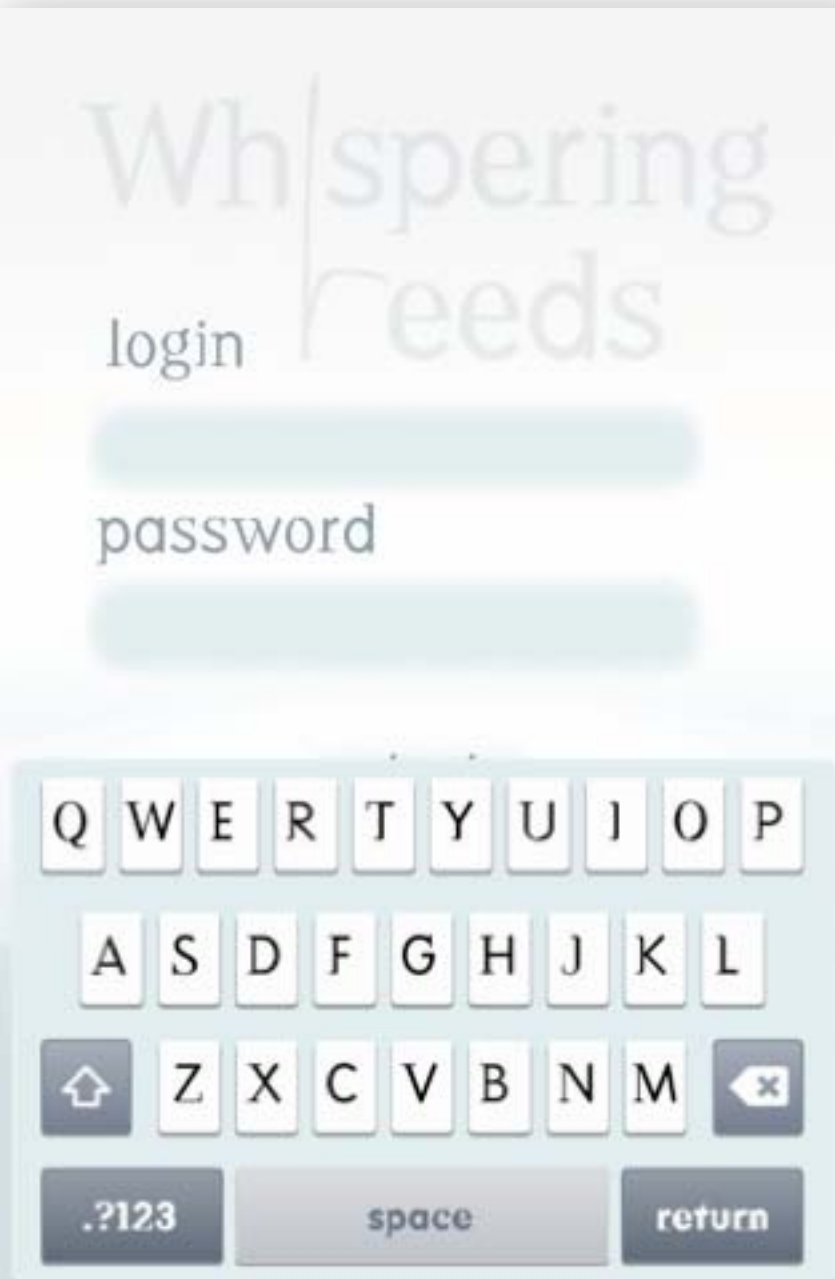 Whispering
reeds
login
password
Q W E R T Y U I O P
A S D F G H J K L
Z X C V B N M
.?123 space return